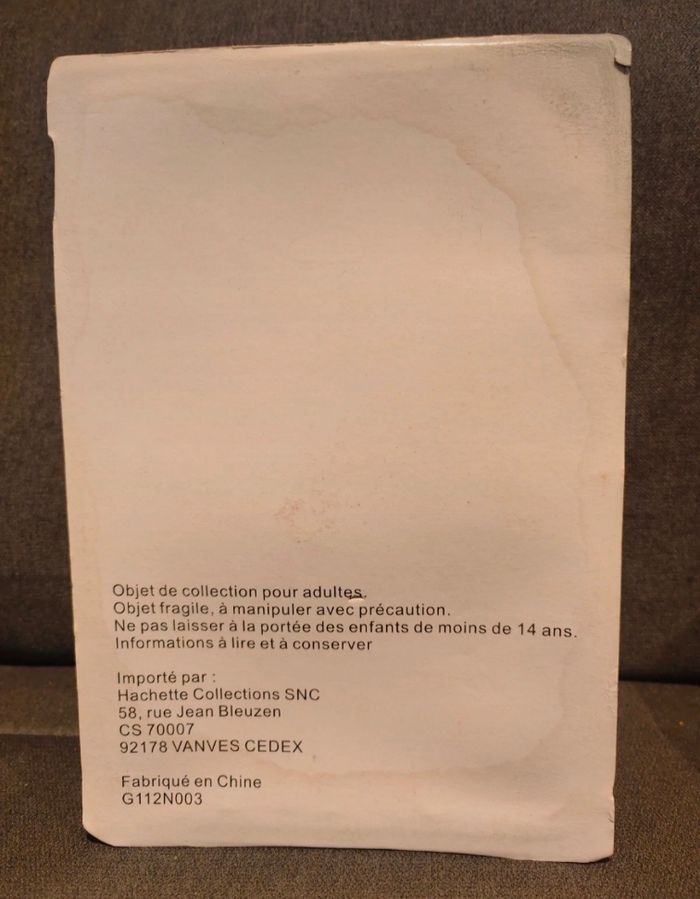 Objet de collection pour adultes.
Objet fragile, à manipuler avec précaution.
Ne pas laisser à la portée des enfants de moins de 14 ans.
Informations à lire et à conserver
Importé par :
Hachette Collections SNC
58, rue Jean Bleuzen
CS 70007
92178 VANVES CEDEX
Fabriqué en Chine
G112N003